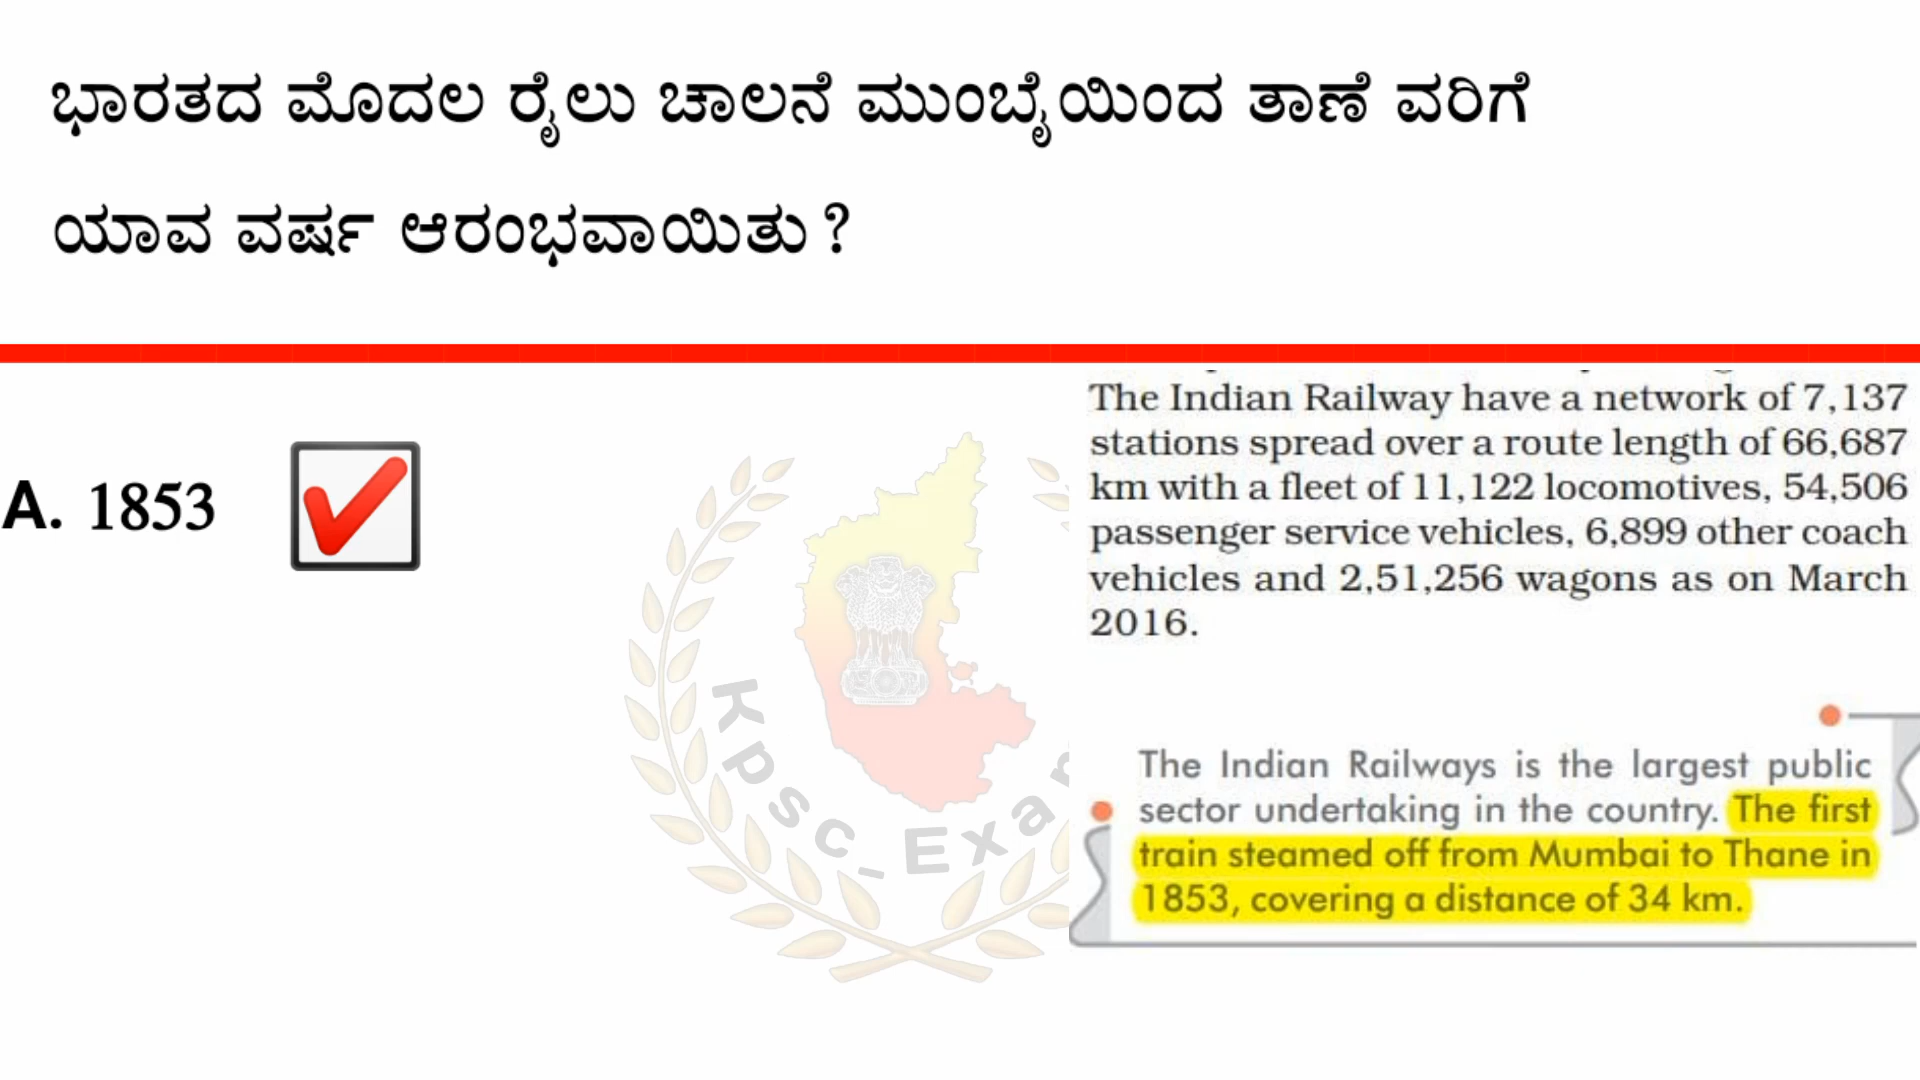 ಭಾರತದ ಮೊದಲ ರೈಲು ಚಾಲನೆ ಮುಂಬೈಯಿಂದ ತಾಣೆ ವರಿಗೆ
ಯಾವ ವರ್ಷ ಆರಂಭವಾಯಿತು?
A. 1853
The Indian Railway have a network of 7,137
stations spread over a route length of 66,687
km with a fleet of 11,122 locomotives, 54,506
passenger service vehicles, 6,899 other coach
vehicles and 2,51,256 wagons as on March
2016.
The Indian Railways is the largest public
sector undertaking in the country. The first
train steamed off from Mumbai to Thane in
1853, covering a distance of 34 km.
Kpsc_Exa